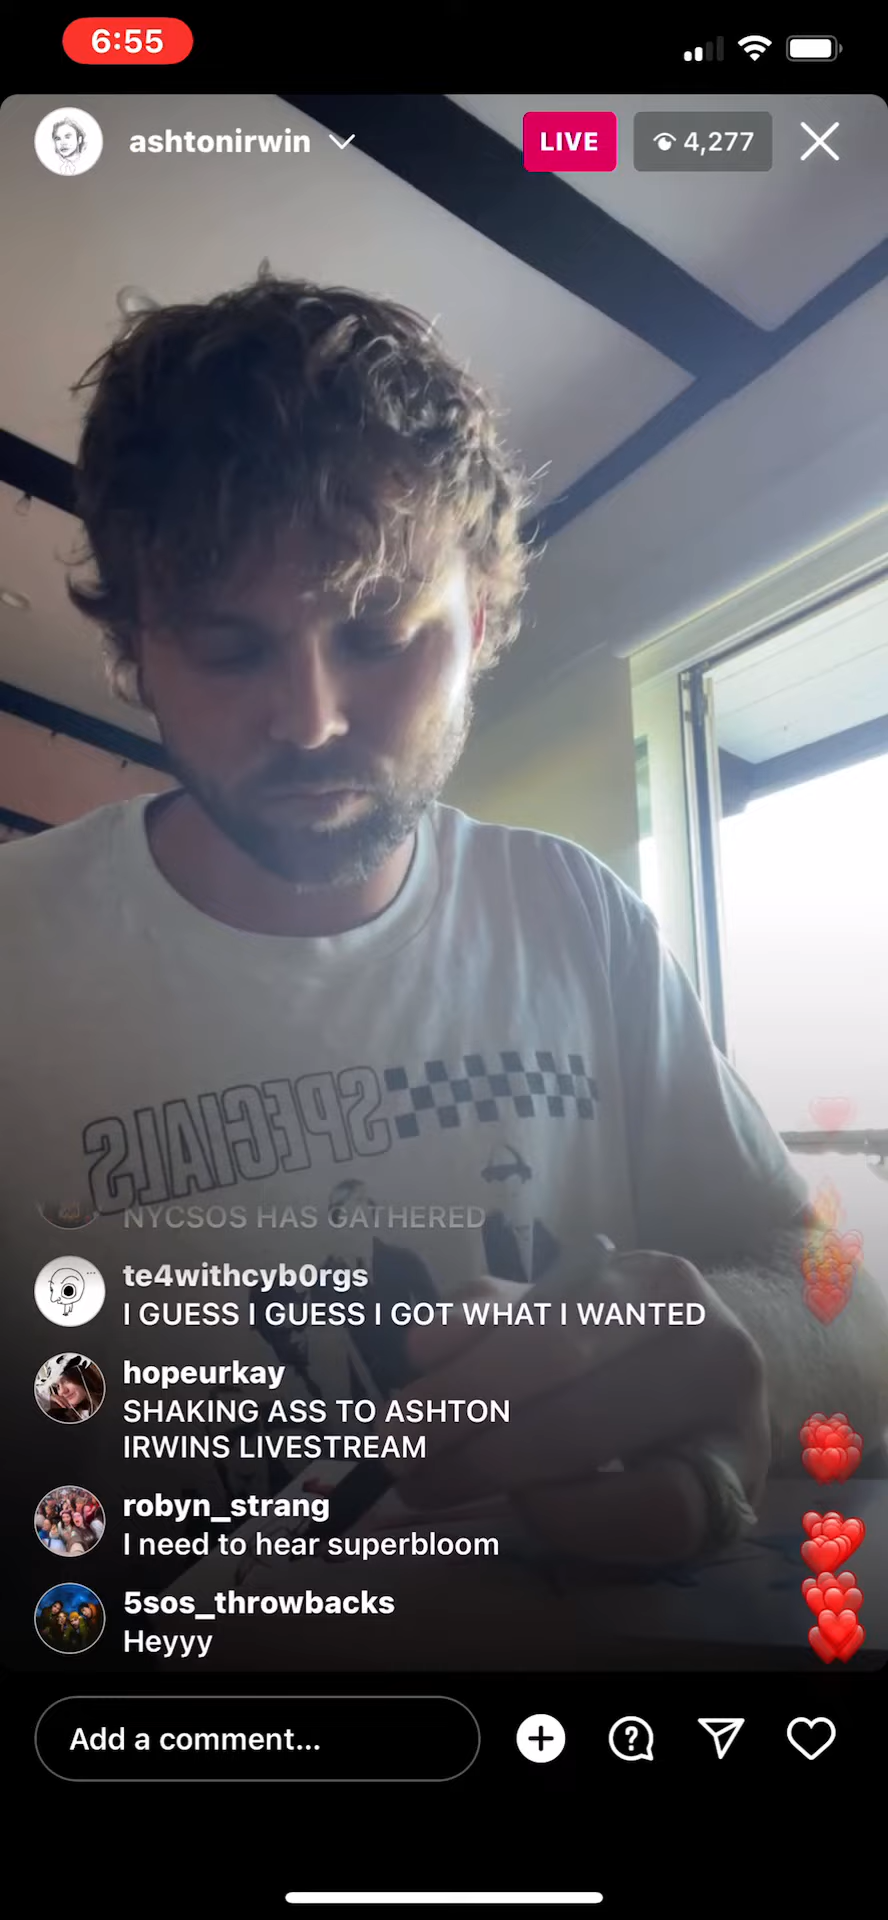 6:55
ashtonirwin
LIVE
4,277
SPECIALS
NYCSOS HAS GATHERED
te4withcyb0rgs
I GUESS I GUESS I GOT WHAT I WANTED
hopeurkay
SHAKING ASS TO ASHTON
IRWINS LIVESTREAM
robyn_strang
I need to hear superbloom
5sos_throwbacks
Heyyy
Add a comment...